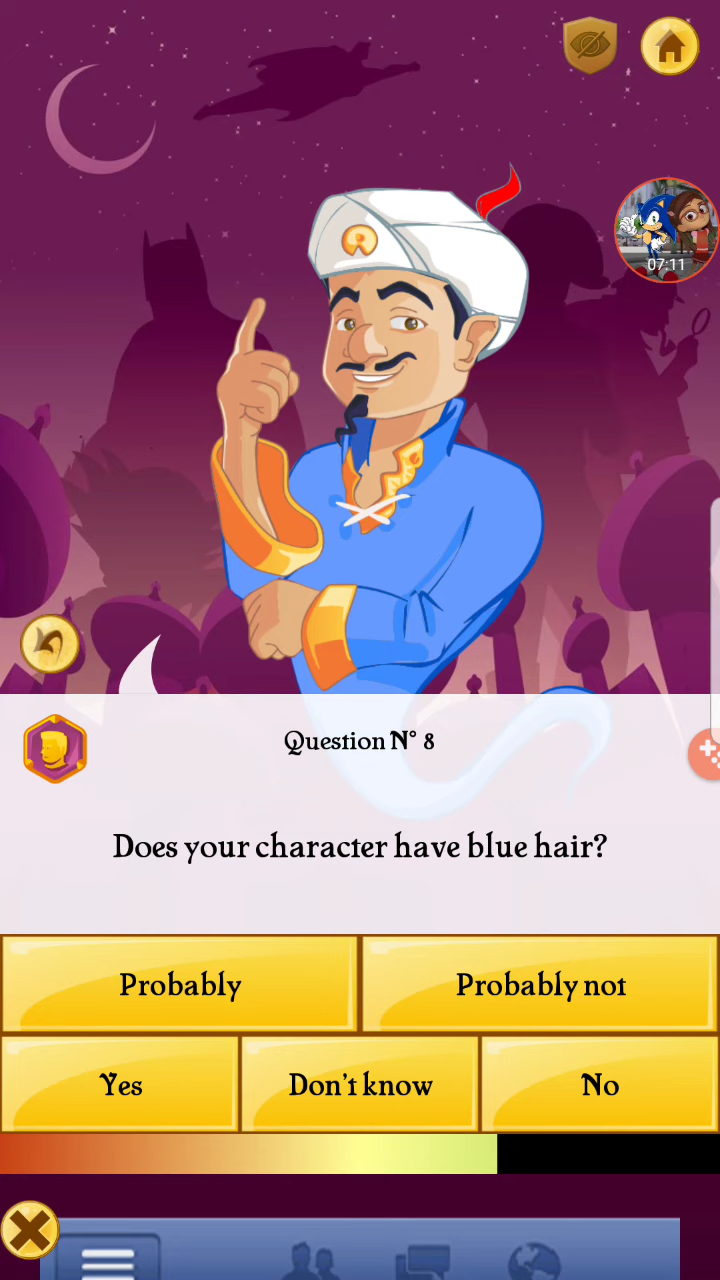 07:11
Question N° 8
Does your character have blue hair?
Probably
Probably not
Yes
Don't know
No